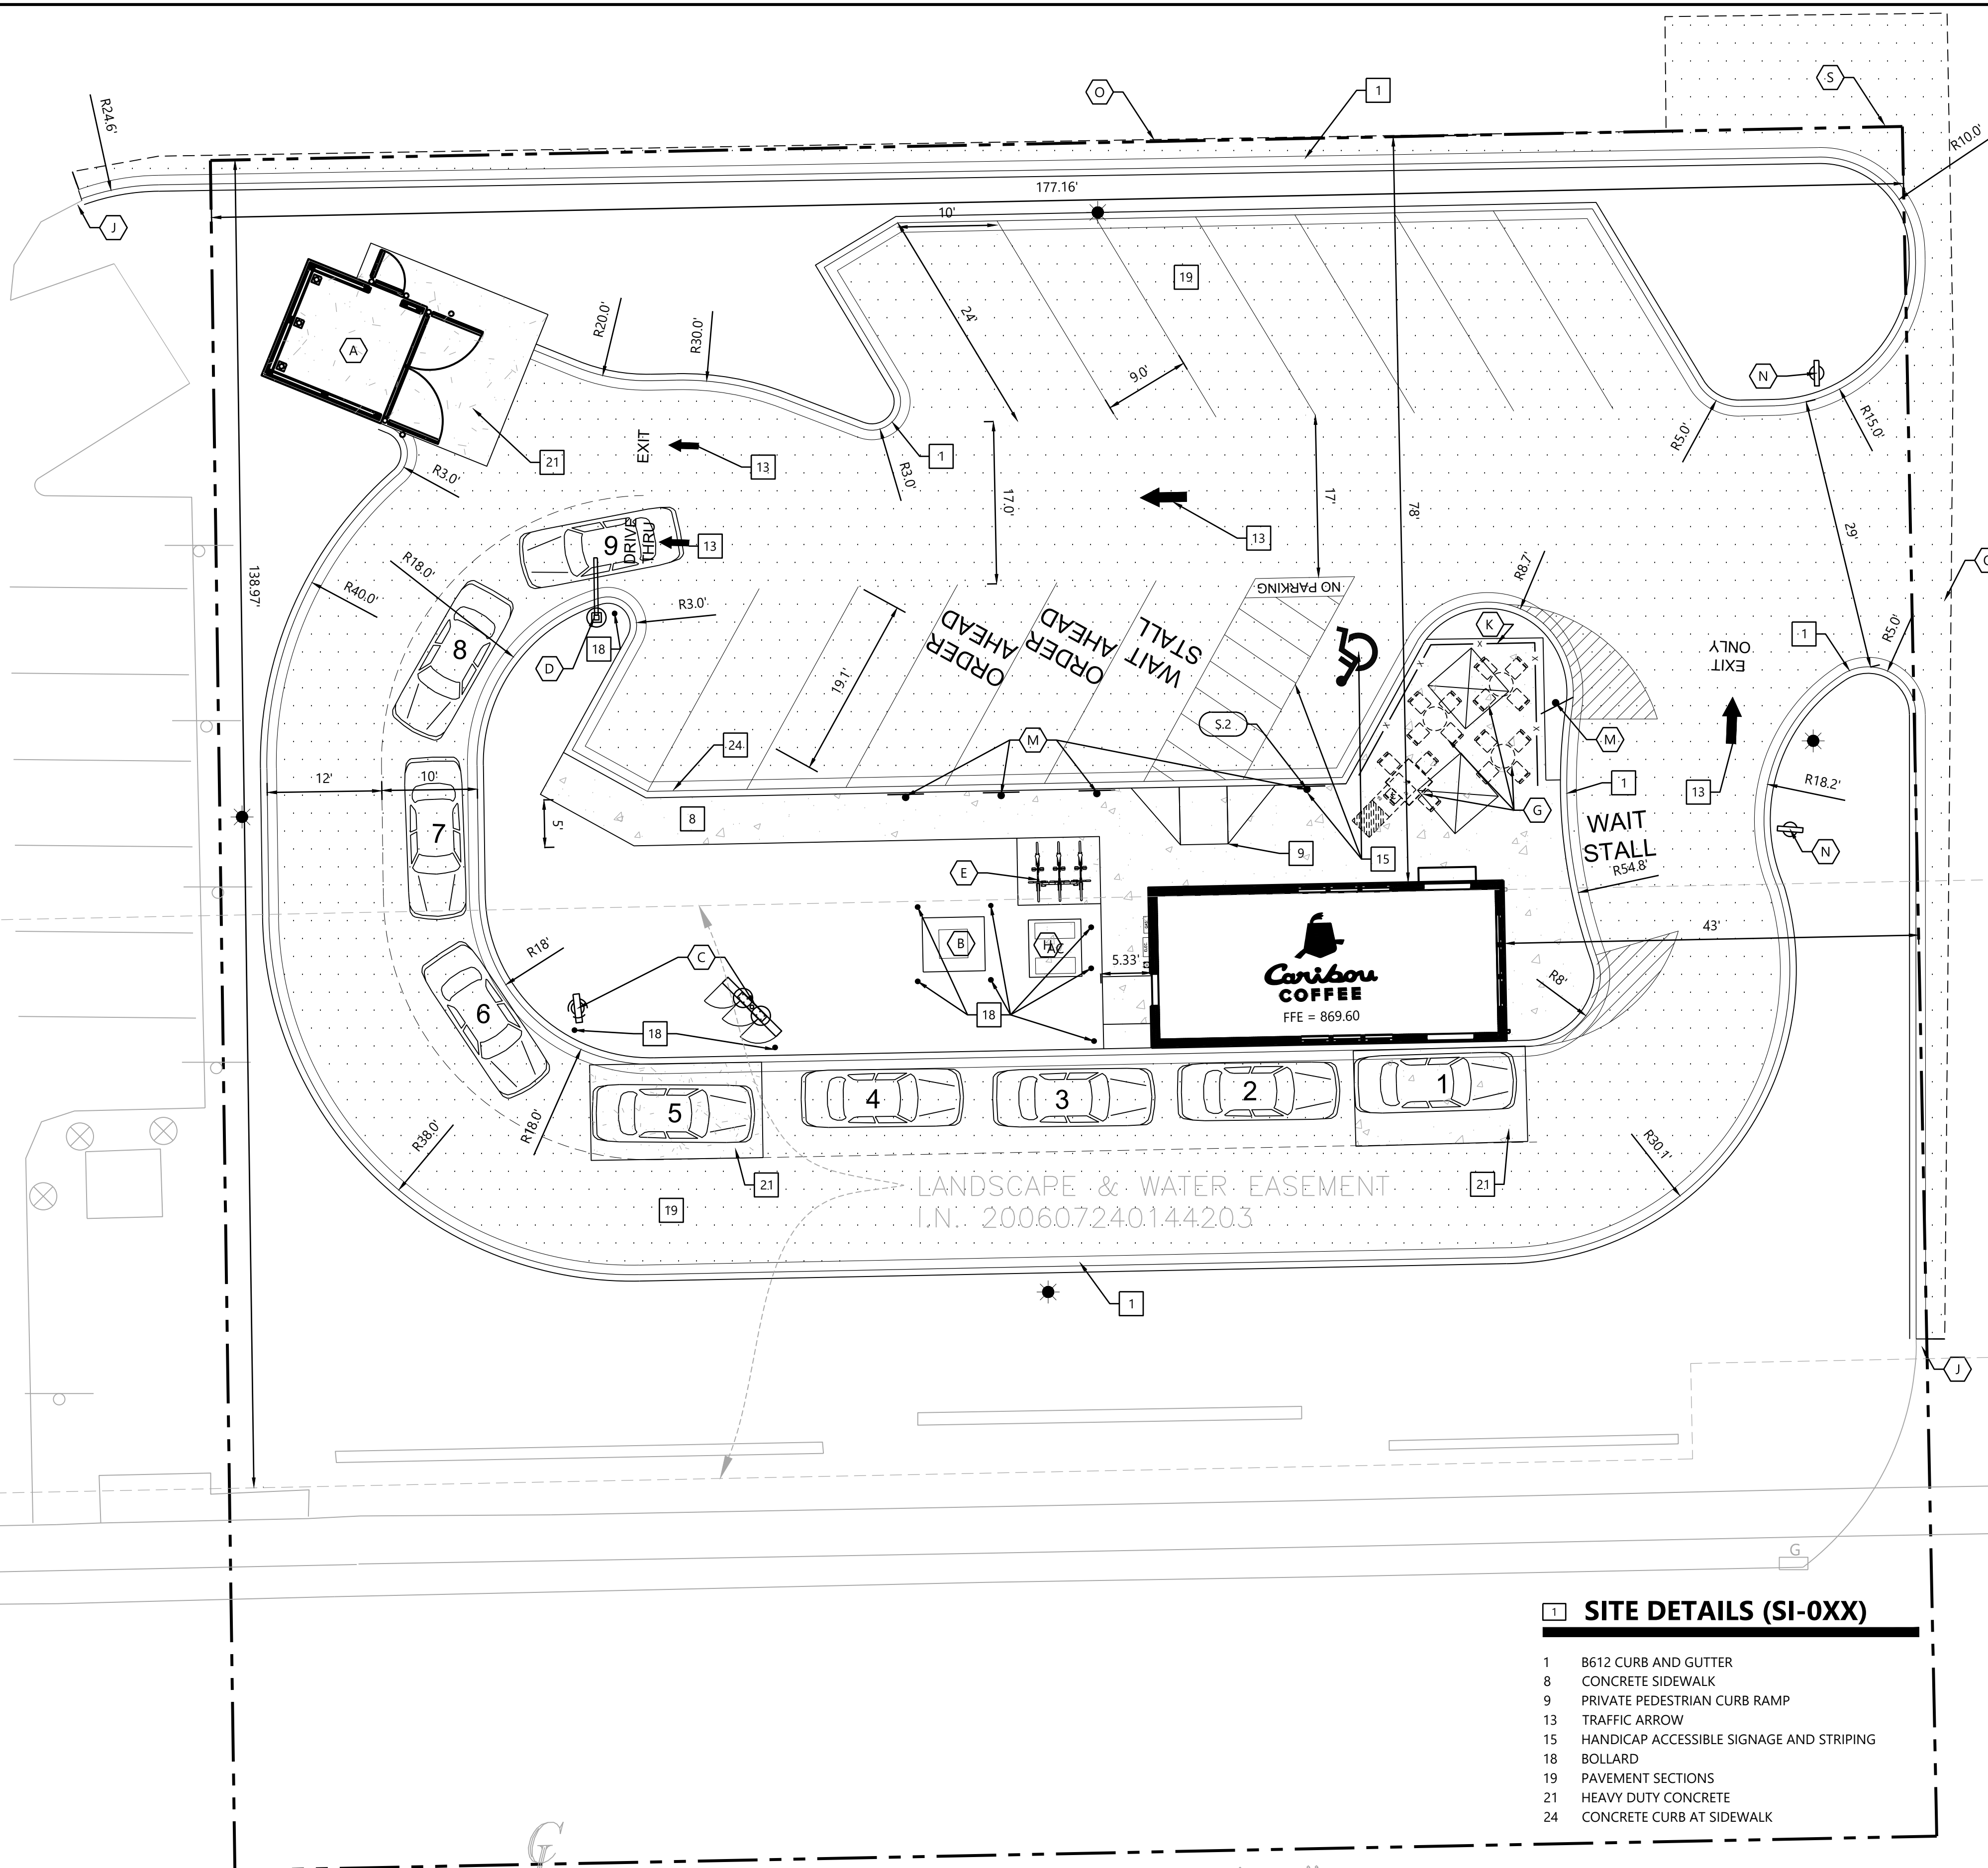 S
O
1
R24.6'
R10.0'
177.16'
J
10'
19
A
R20.0'
R30.0'
24'
9.0'
N
R5.0'
R15.0'
EXIT
13
21
1
R3.0'
R3.0'
17.0'
17'
78'
29'
13
138.97'
9
DRIVE
THRU
13
R18.0'
R40.0'
R8.7'
NO PARKING
R3.0'
18
D
8
K
1
R5.0'
EXIT
ONLY
ORDER
AHEAD
ORDER
AHEAD
WAIT
STALL
19.1'
S.2
24
M
M
12'
10'
1
13
R18.2'
G
5'
8
7
WAIT
STALL
9
15
N
E
R54.8'
B
H
AC
43'
R18'
C
5.33'
Caribou
COFFEE
FFE = 869.60
R8'
6
18
18
5
4
3
2
1
R38.0'
R18.0'
R30.1'
21
21
LANDSCAPE & WATER EASEMENT
I.N. 200607240144203
19
1
J
G
1 SITE DETAILS (SI-0XX)
1 B612 CURB AND GUTTER
8 CONCRETE SIDEWALK
9 PRIVATE PEDESTRIAN CURB RAMP
13 TRAFFIC ARROW
15 HANDICAP ACCESSIBLE SIGNAGE AND STRIPING
18 BOLLARD
19 PAVEMENT SECTIONS
21 HEAVY DUTY CONCRETE
24 CONCRETE CURB AT SIDEWALK